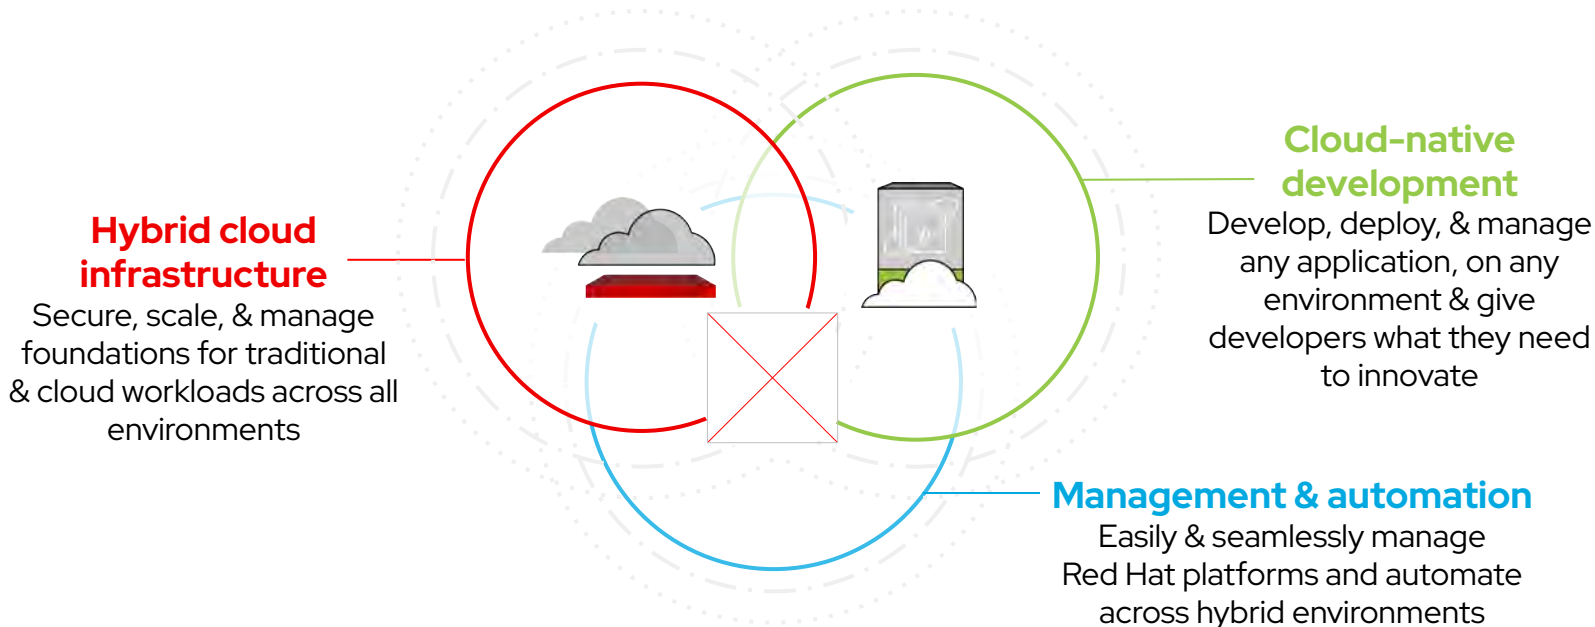 Hybrid cloud
infrastructure
Secure, scale, & manage
foundations for traditional
& cloud workloads across all
environments
Cloud-native
development
Develop, deploy, & manage
any application, on any
environment & give
developers what they need
to innovate
Management & automation
Easily & seamlessly manage
Red Hat platforms and automate
across hybrid environments